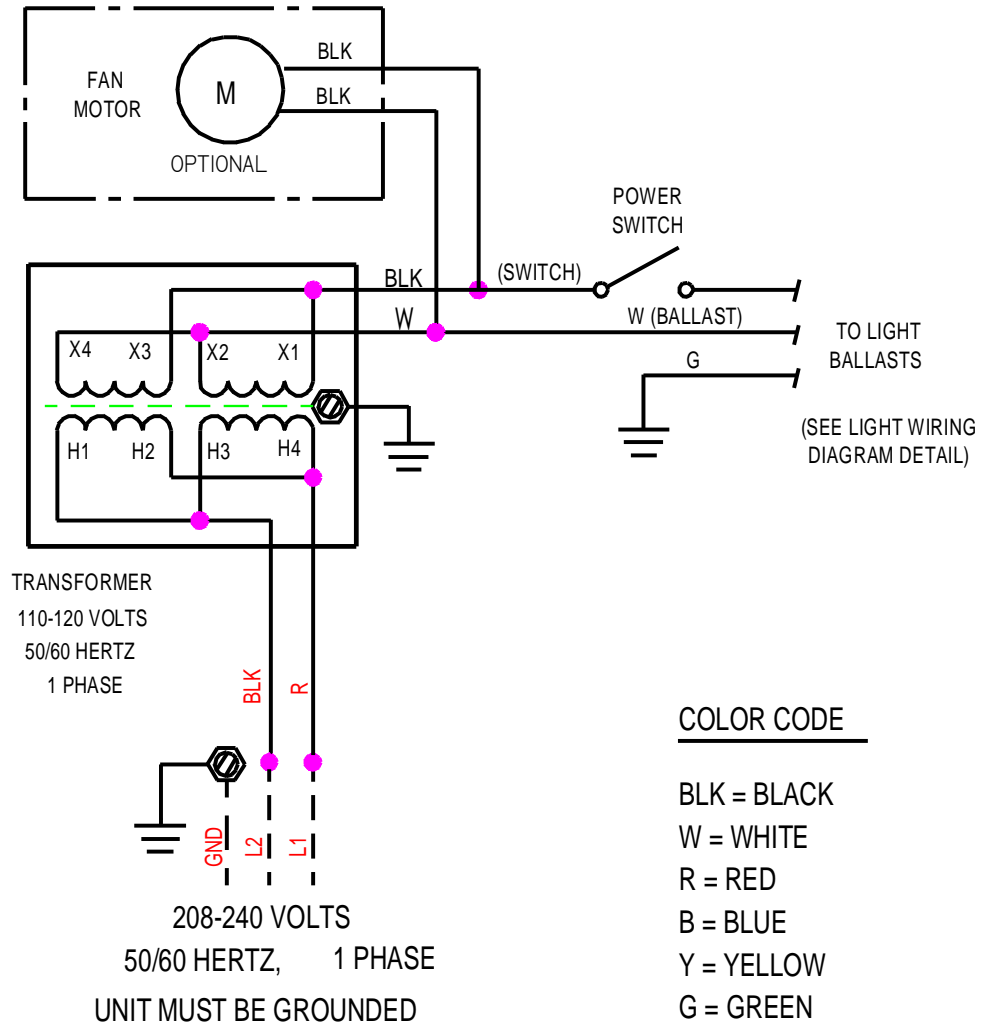 BLK
FAN
MOTOR
M
BLK
OPTIONAL
POWER
SWITCH
BLK
(SWITCH)
W
W (BALLAST)
TO LIGHT
BALLASTS
G
(SEE LIGHT WIRING
DIAGRAM DETAIL)
X4
X3
X2
X1
H1
H2
H3
H4
TRANSFORMER
110-120 VOLTS
50/60 HERTZ
1 PHASE
BLK
R
GND
L2
L1
208-240 VOLTS
50/60 HERTZ, 1 PHASE
UNIT MUST BE GROUNDED
COLOR CODE
BLK = BLACK
W = WHITE
R = RED
B = BLUE
Y = YELLOW
G = GREEN